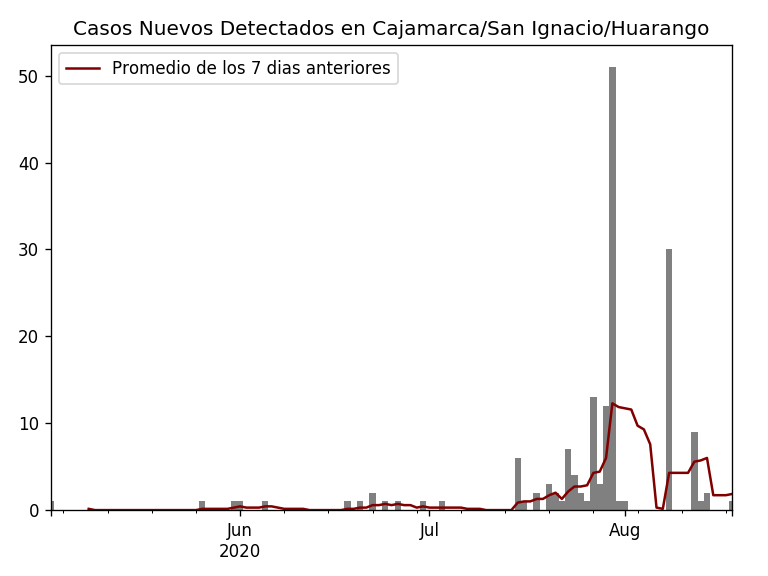 Casos Nuevos Detectados en Cajamarca/San Ignacio/Huarango
Promedio de los 7 dias anteriores
50
40
30
20
10
0
Jun
2020
Jul
Aug